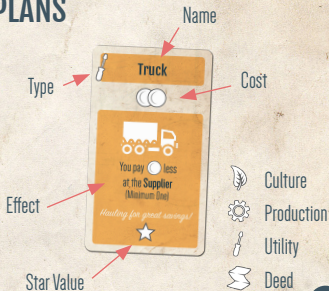 PLANS
Name
Type
Truck
Cost
You pay less
at the Supplier
(Minimum One)
Hauling for great savings!
Effect
Star Value
Culture
Production
Utility
Deed